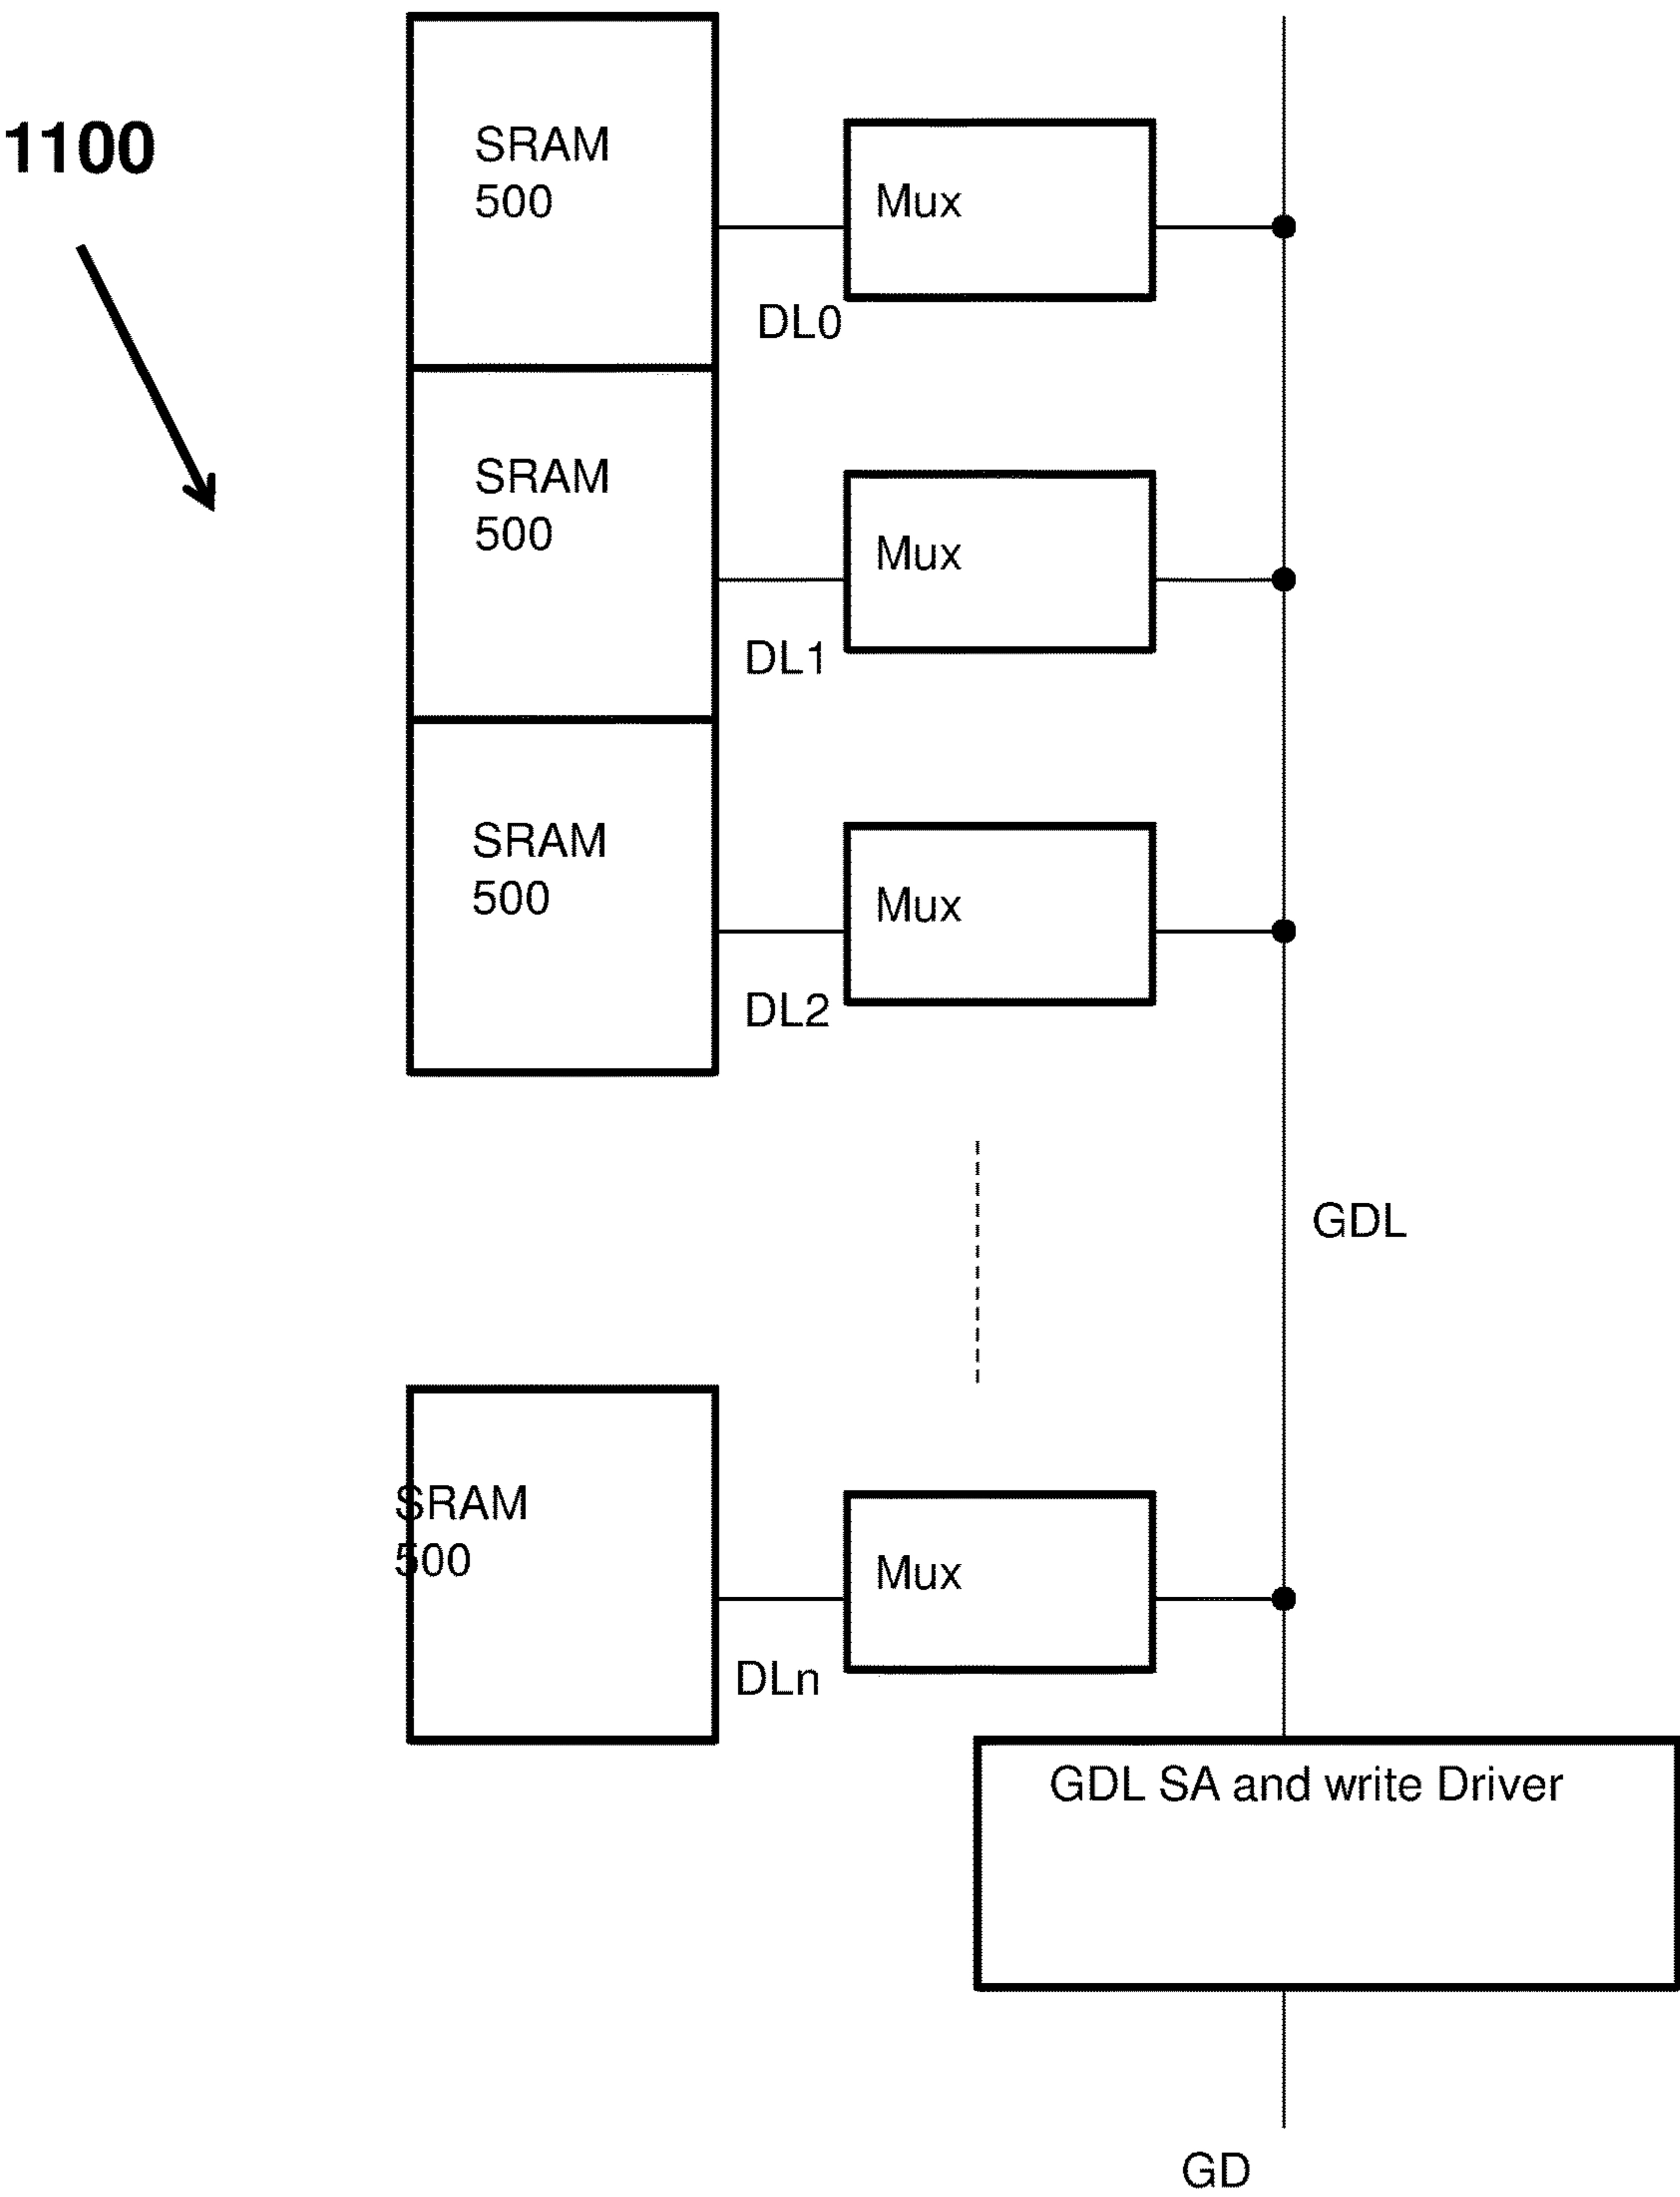 1100
SRAM
500
Mux
DL0
SRAM
500
Mux
DL1
SRAM
500
Mux
DL2
GDL
SRAM
500
Mux
DLn
GDL SA and write Driver
GD